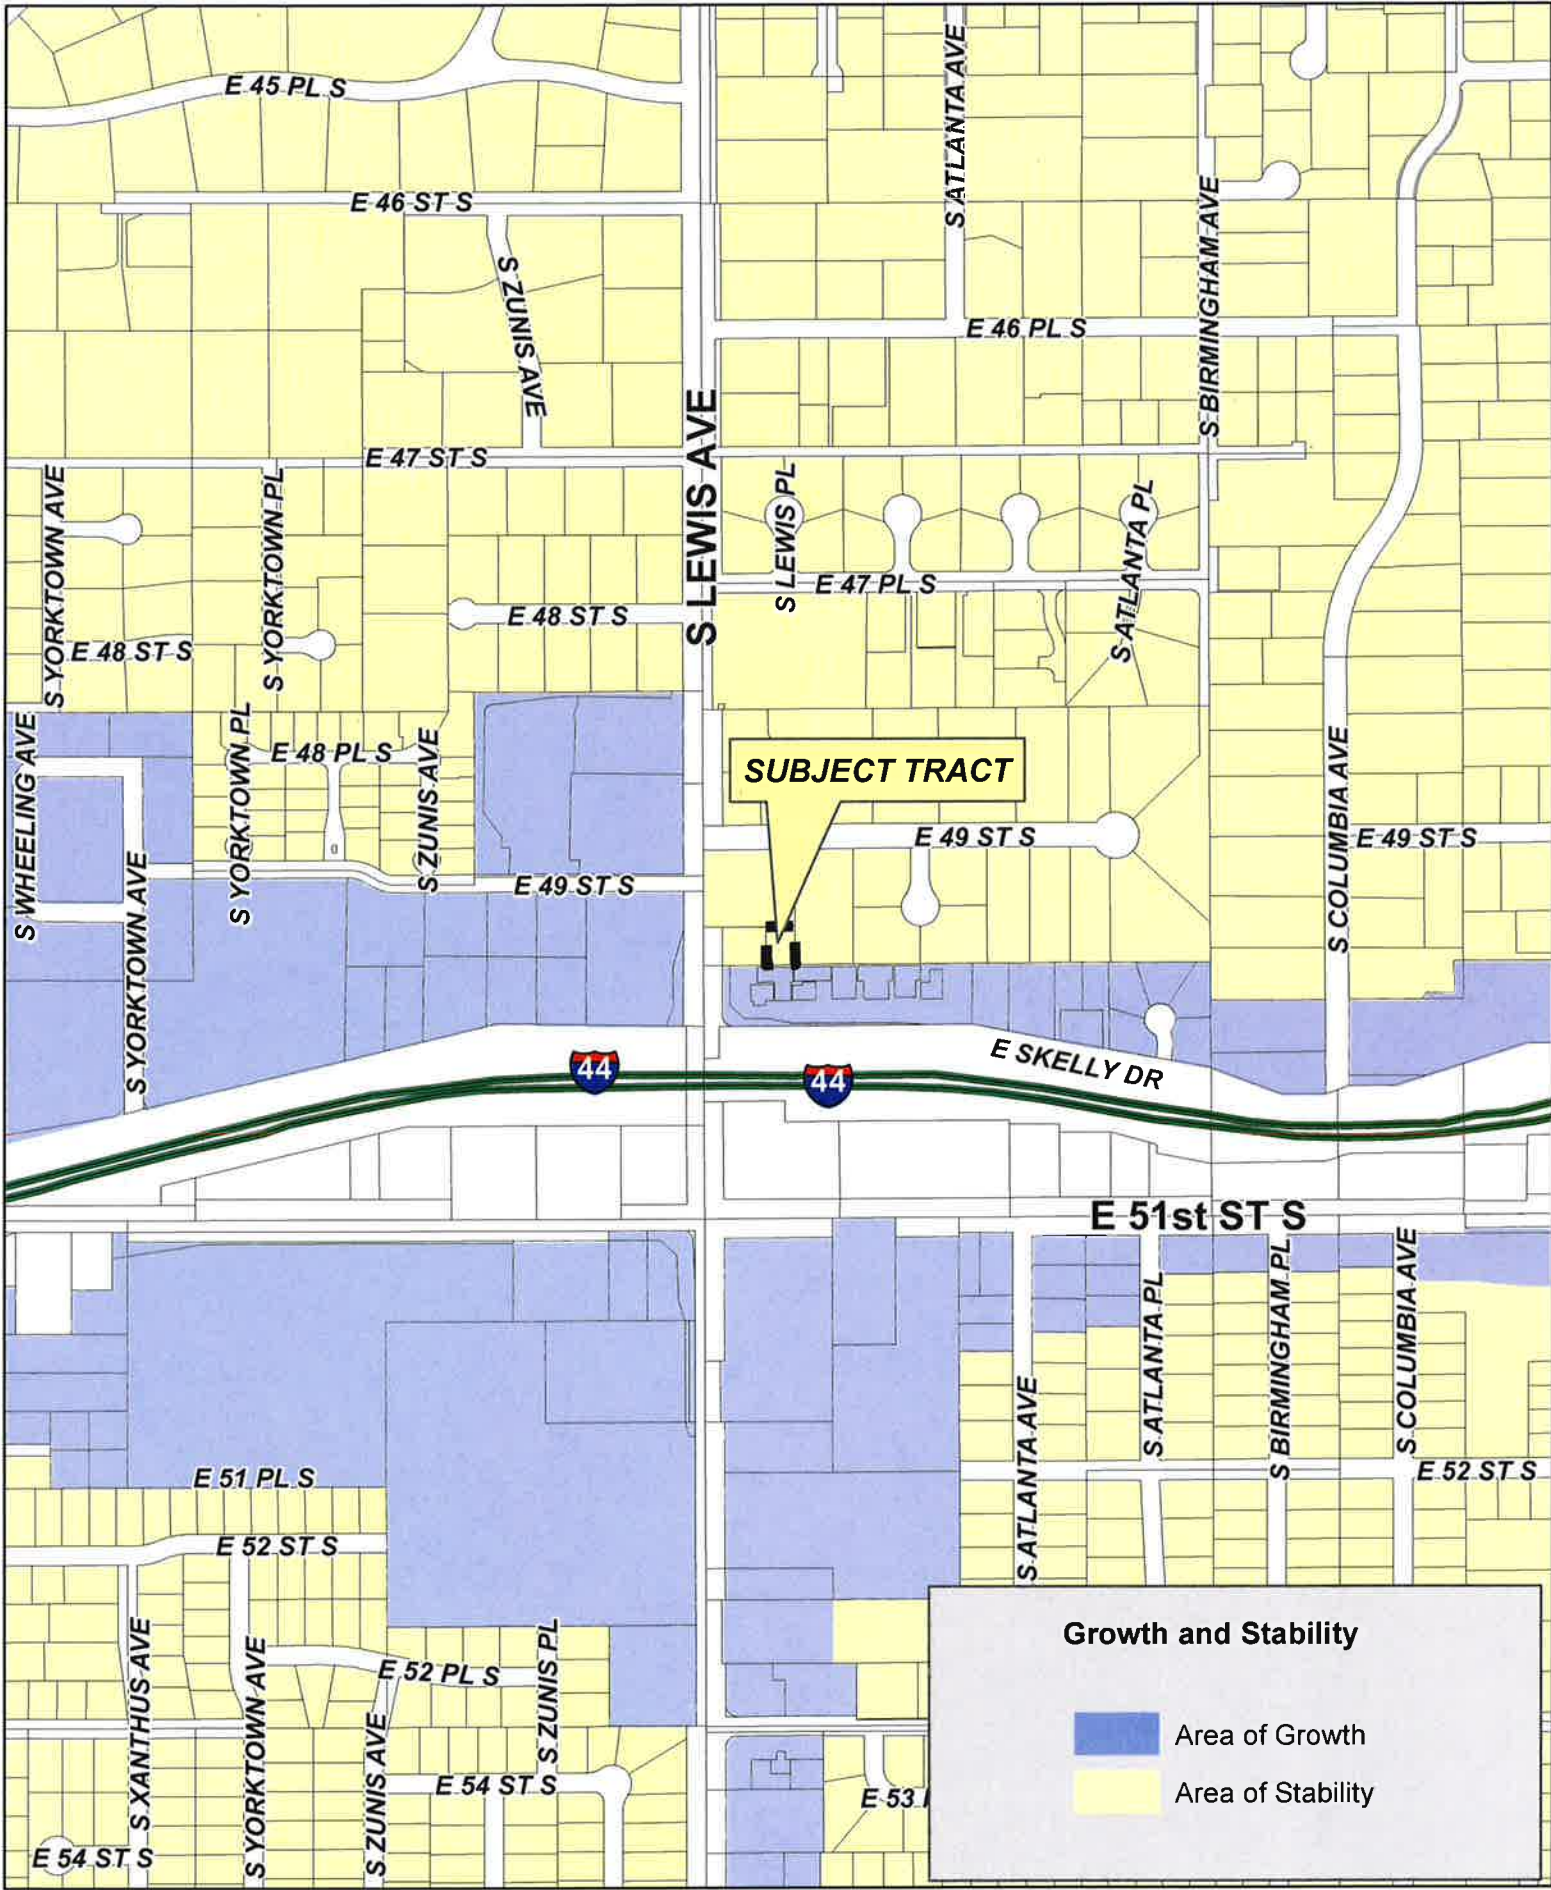 E 45 PL S
S ATLANTA AVE
E 46 ST S
S BIRMINGHAM AVE
S ZUNIS AVE
E 46 PL S
S LEWIS AVE
E 47 ST S
S YORKTOWN AVE
S YORKTOWN PL
S LEWIS PL
S ATLANTA PL
E 47 PL S
E 48 ST S
E 48 ST S
S WHEELING AVE
S YORKTOWN PL
E 48 PL S
S ZUNIS AVE
SUBJECT TRACT
S COLUMBIA AVE
E 49 ST S
E 49 ST S
S YORKTOWN AVE
E 49 ST S
E SKELLY DR
44
44
E 51st ST S
S ATLANTA AVE
S ATLANTA PL
S BIRMINGHAM PL
S COLUMBIA AVE
E 51 PL S
E 52 ST S
E 52 ST S
S XANTHUS AVE
S YORKTOWN AVE
E 52 PL S
S ZUNIS PL
S ZUNIS AVE
E 54 ST S
E 53
E 54 ST S
Growth and Stability
Area of Growth
Area of Stability